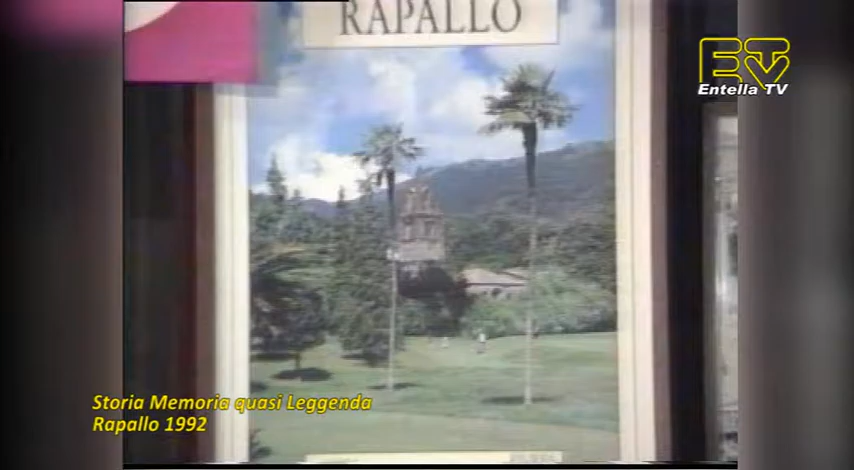 RAPALLO
ETV
Entella TV
Storia Memoria quasi Leggenda
Rapallo 1992